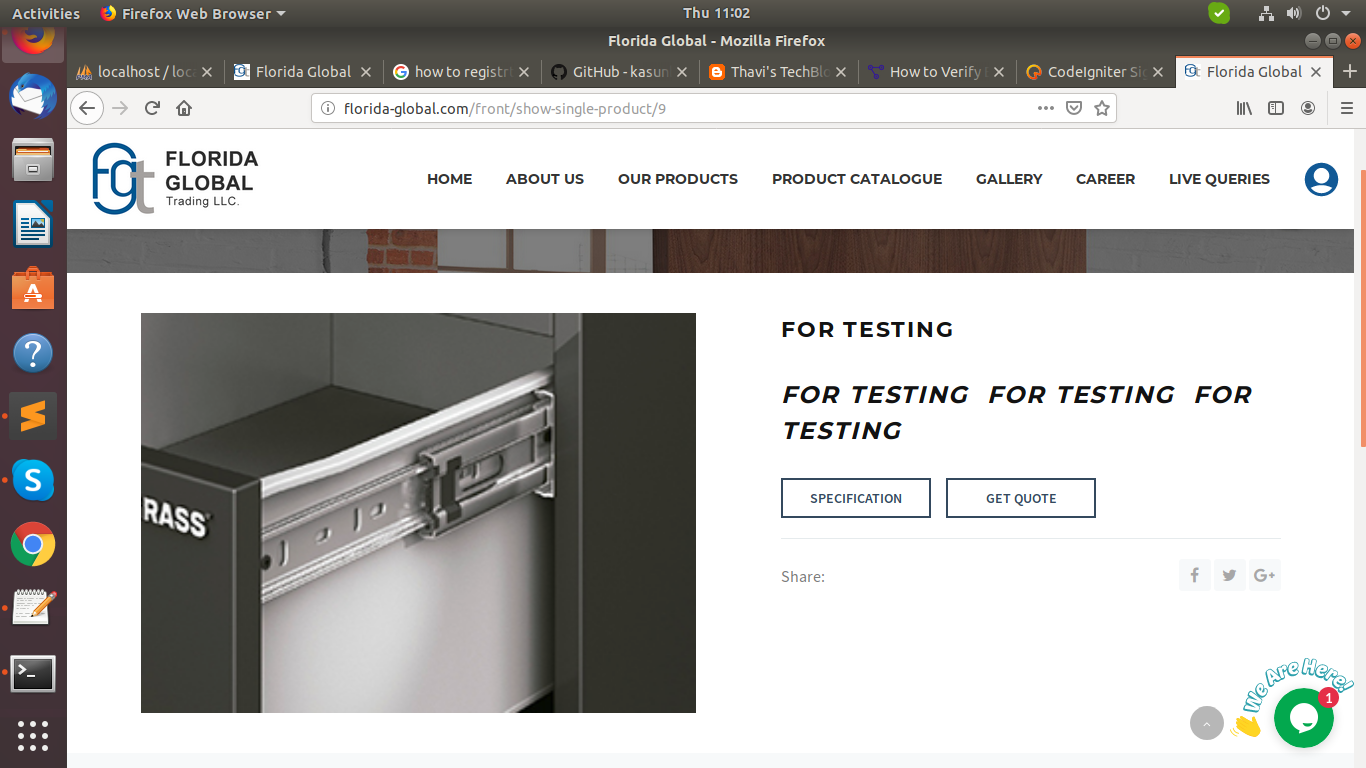 Activities
Firefox Web Browser
Thu 11:02
Florida Global - Mozilla Firefox
localhost / loc
Florida Global
how to registr
GitHub - kasun
Thavi's TechBlo
How to Verify
CodeIgniter Si
Florida Global
florida-global.com/front/show-single-product/9
fgt
FLORIDA
GLOBAL
Trading LLC.
HOME
ABOUT US
OUR PRODUCTS
PRODUCT CATALOGUE
GALLERY
CAREER
LIVE QUERIES
RASS
FOR TESTING
FOR TESTING FOR TESTING FOR
TESTING
SPECIFICATION
GET QUOTE
Share:
We Are Here!
1